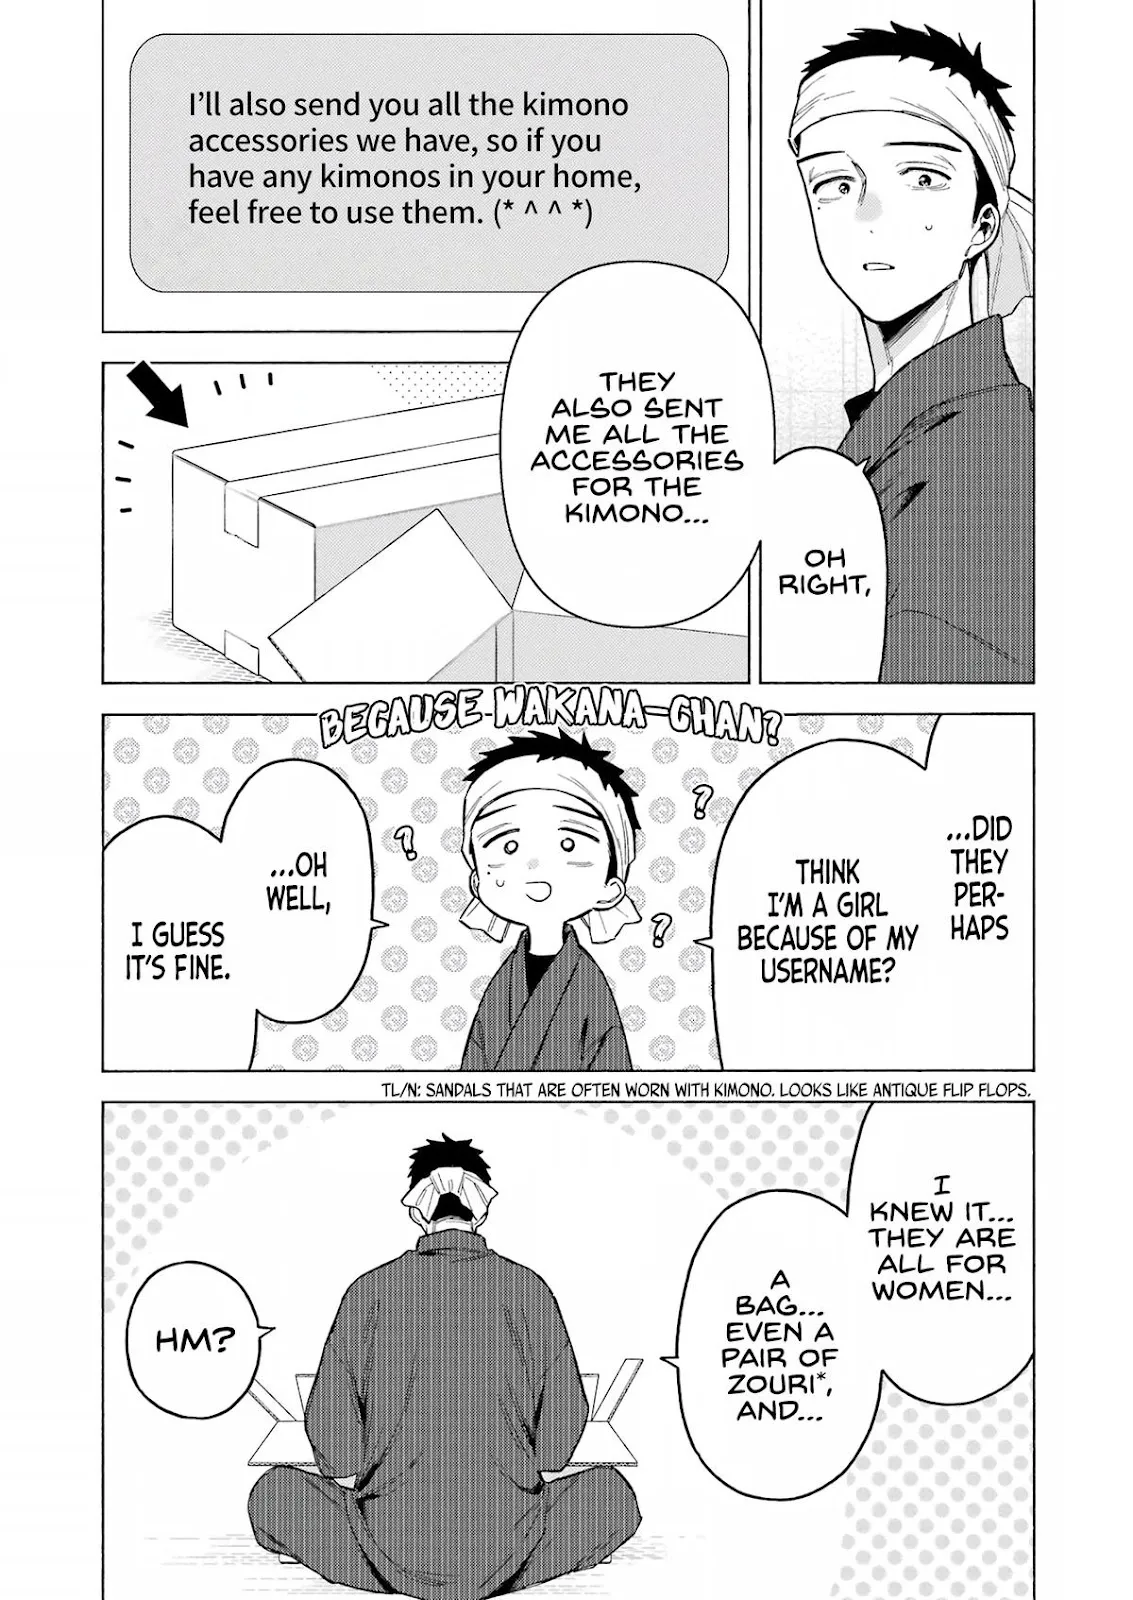 I'll also send you all the kimono
accessories we have, so if you
have any kimonos in your home,
feel free to use them. (* ^ ^ *)
OH
RIGHT,
THEY
ALSO SENT
ME ALL THE
ACCESSORIES
FOR THE
KIMONO...
BECAUSE WAKANA-CHAN?
...DID
THEY
PER-
HAPS
THINK
I'M A GIRL
BECAUSE OF MY
USERNAME?
?
?
?
...OH
WELL,
I GUESS
IT'S FINE.
TL/N: SANDALS THAT ARE OFTEN WORN WITH KIMONO. LOOKS LIKE ANTIQUE FLIP FLOPS.
I
KNEW IT...
THEY ARE
ALL FOR
WOMEN...
A
BAG...
EVEN A
PAIR OF
ZOURI*,
AND...
HM?